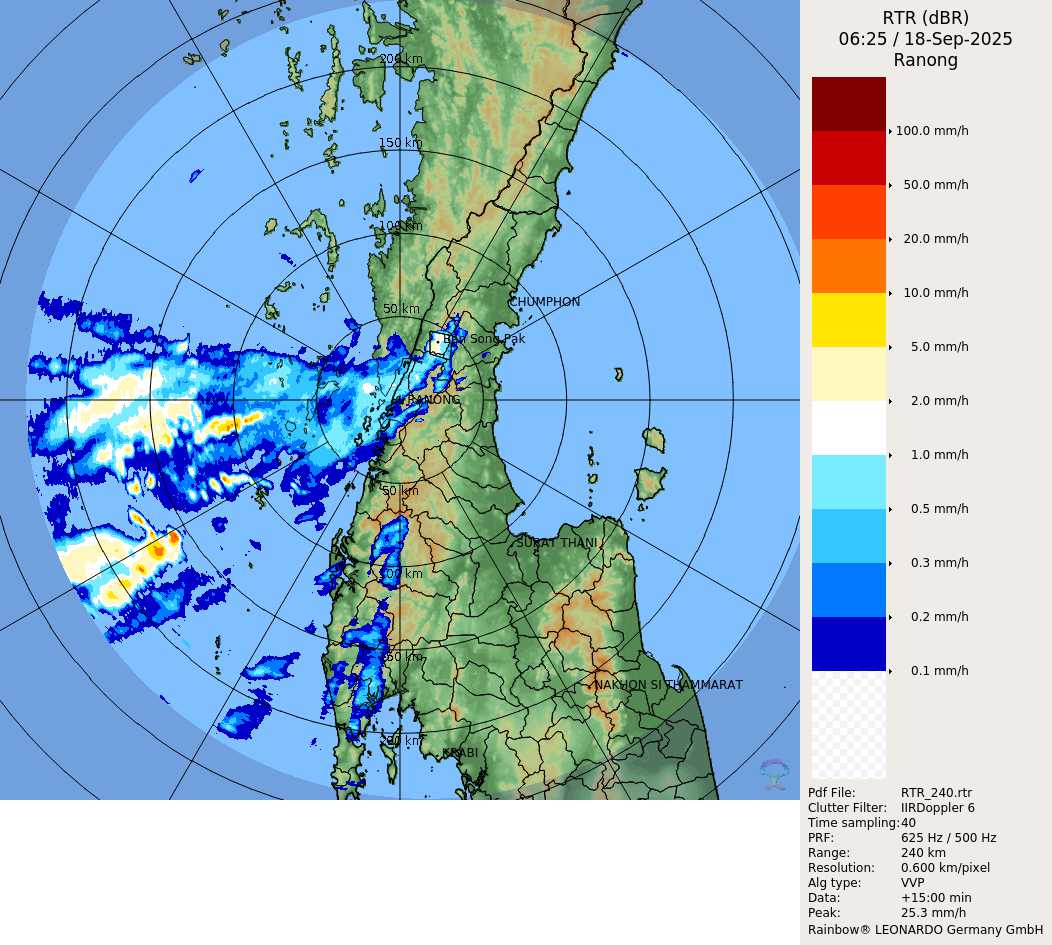 RTR (dBR)
06:25 / 18-Sep-2025
Ranong
200 km
150 km
100 km
50 km
CHUMPHON
Ban Song Pak
RANONG
50 km
SURAT THANI
100 km
150 km
NAKHON SI THAMMARAT
200 km
KRABI
100.0 mm/h
50.0 mm/h
20.0 mm/h
10.0 mm/h
5.0 mm/h
2.0 mm/h
1.0 mm/h
0.5 mm/h
0.3 mm/h
0.2 mm/h
0.1 mm/h
Pdf File: RTR_240.rtr
Clutter Filter: IIRDoppler 6
Time sampling:40
PRF: 625 Hz / 500 Hz
Range: 240 km
Resolution: 0.600 km/pixel
Alg type: VVP
Data: +15:00 min
Peak: 25.3 mm/h
Rainbow® LEONARDO Germany GmbH